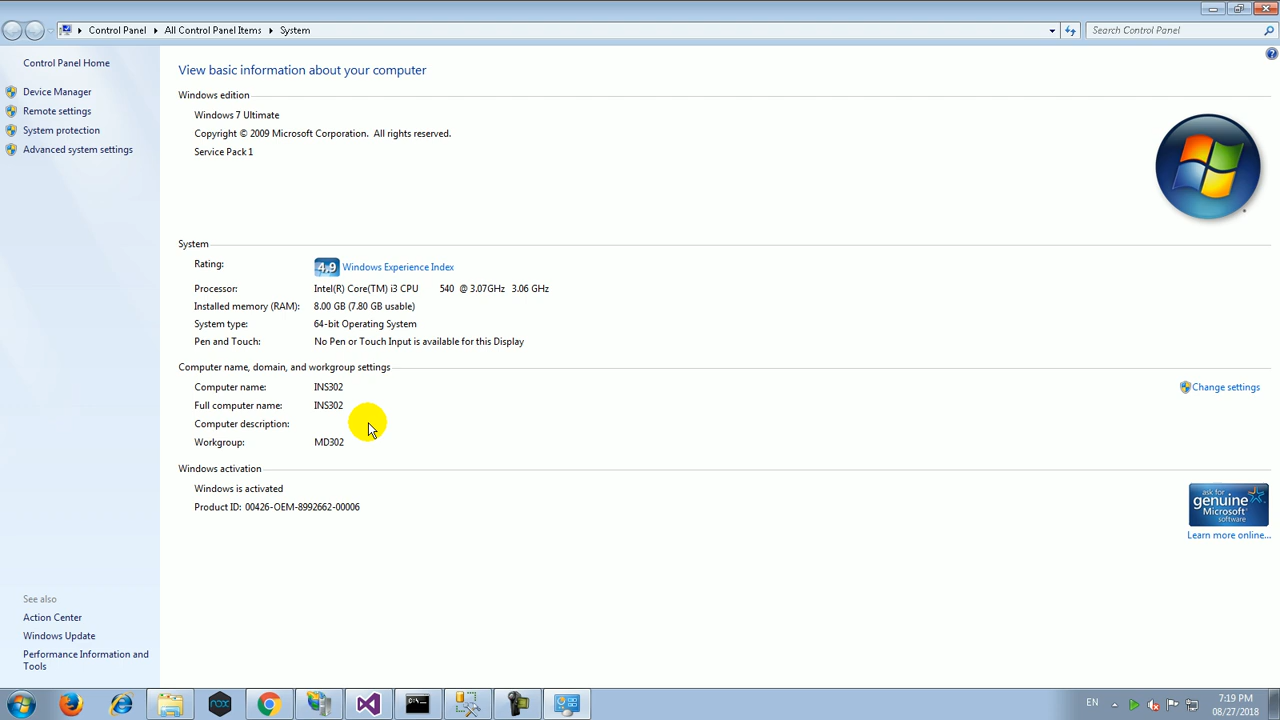 Control Panel ▸ All Control Panel Items ▸ System
Search Control Panel
Control Panel Home
Device Manager
Remote settings
System protection
Advanced system settings
See also
Action Center
Windows Update
Performance Information and
Tools
View basic information about your computer
Windows edition
Windows 7 Ultimate
Copyright © 2009 Microsoft Corporation. All rights reserved.
Service Pack 1
System
Rating: 4,9 Windows Experience Index
Processor: Intel(R) Core(TM) i3 CPU 540 @ 3.07GHz 3.06 GHz
Installed memory (RAM): 8.00 GB (7.80 GB usable)
System type: 64-bit Operating System
Pen and Touch: No Pen or Touch Input is available for this Display
Computer name, domain, and workgroup settings
Computer name: INS302
Change settings
Full computer name: INS302
Computer description:
Workgroup: MD302
Windows activation
Windows is activated
Product ID: 00426-OEM-8992662-00006
ask for
genuine
Microsoft
software
Learn more online...
nox
C:\.
EN
7:19 PM
08/27/2018